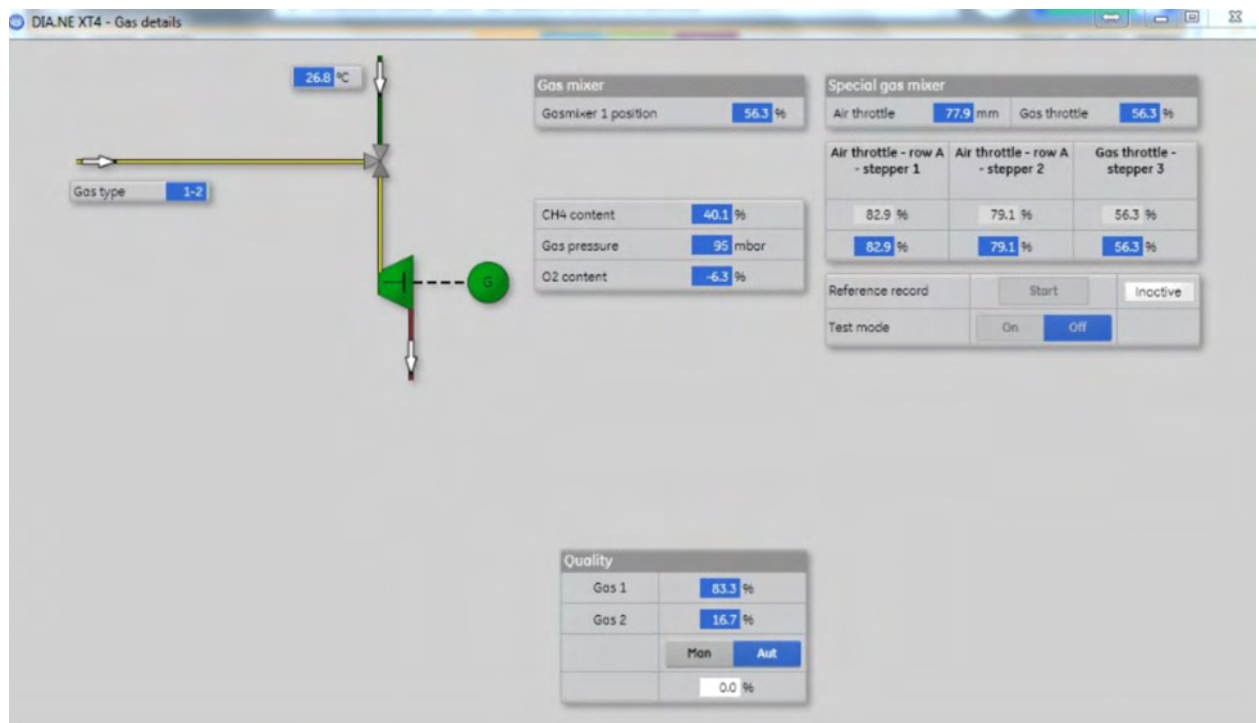 DIA.NE XT4 - Gas details
26.8 °C
Gas type 1-2
G
Gas mixer
Gasmixer 1 position 56.3 %
CH4 content 40.1 %
Gas pressure 95 mbar
O2 content -6.3 %
Special gas mixer
Air throttle 77.9 mm Gas throttle 56.3 %
Air throttle - row A - stepper 1
Air throttle - row A - stepper 2
Gas throttle - stepper 3
82.9 % 79.1 % 56.3 %
82.9 % 79.1 % 56.3 %
Reference record Start Inactive
Test mode On Off
Quality
Gas 1 83.3 %
Gas 2 16.7 %
Man Aut
0.0 %